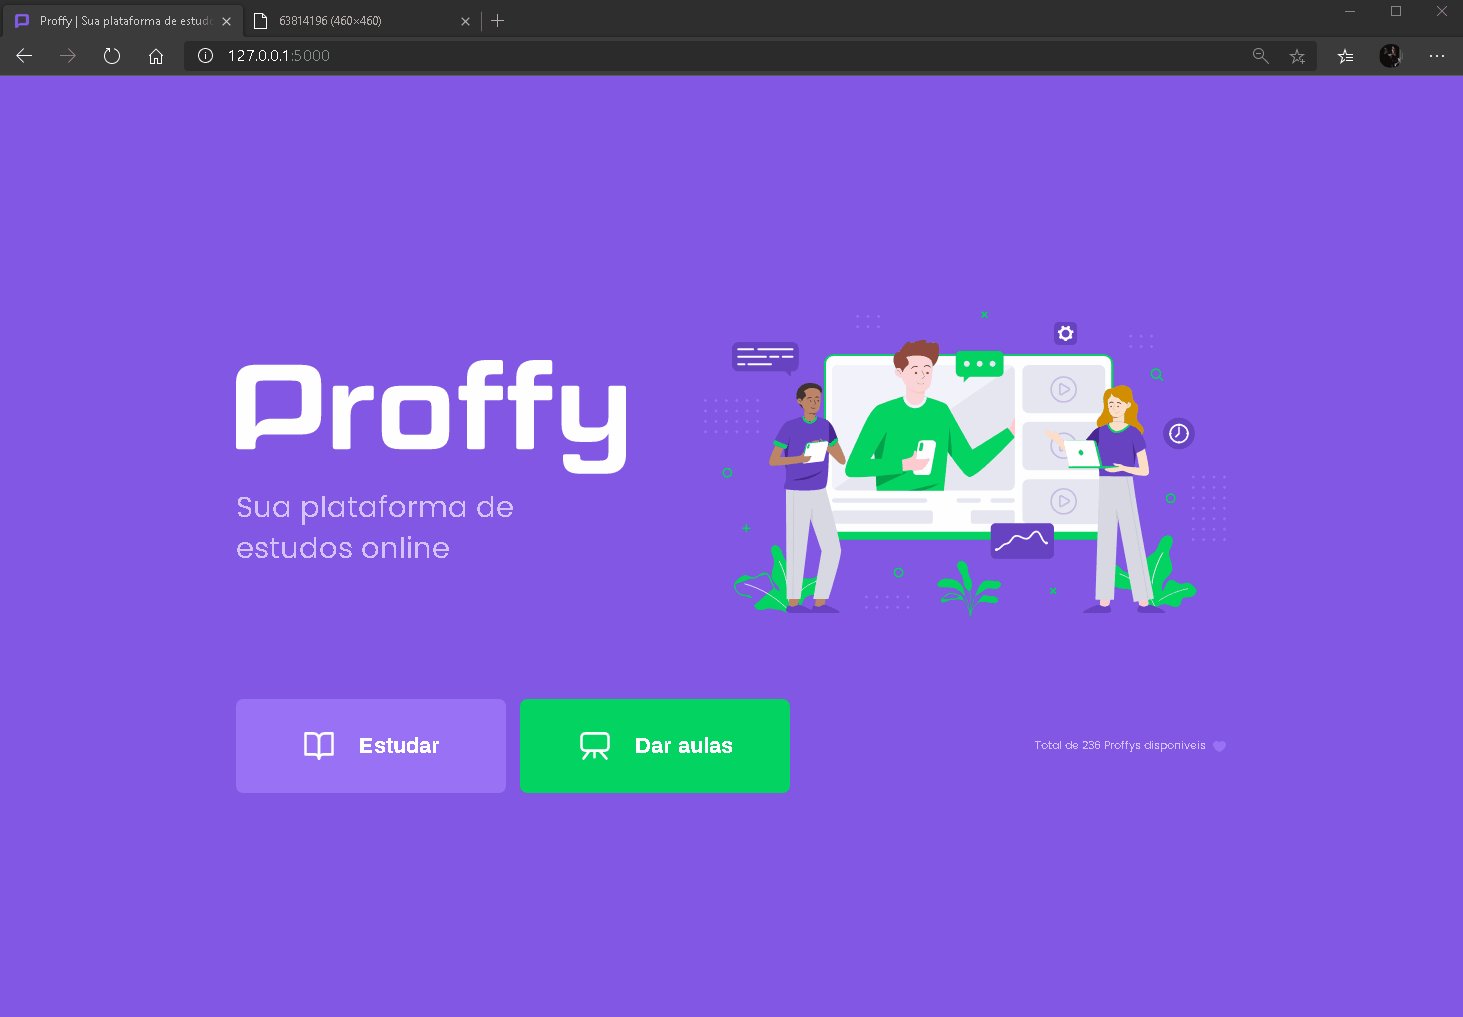 Proffy | Sua plataforma de estud
63814196 (460×460)
127.0.0.1:5000
Proffy
Sua plataforma de
estudos online
Estudar
Dar aulas
Total de 236 Proffys disponiveis